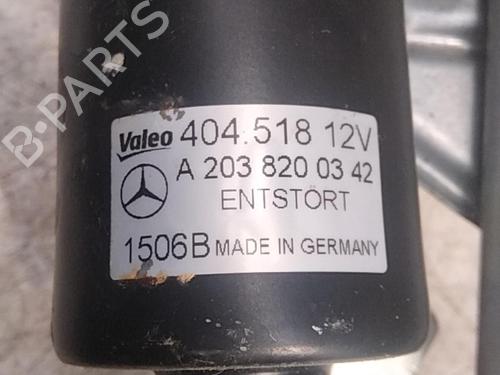 B-PARTS
Valeo 404.518 12V
A 203 820 03 42
ENTSTÖRT
1506B MADE IN GERMANY